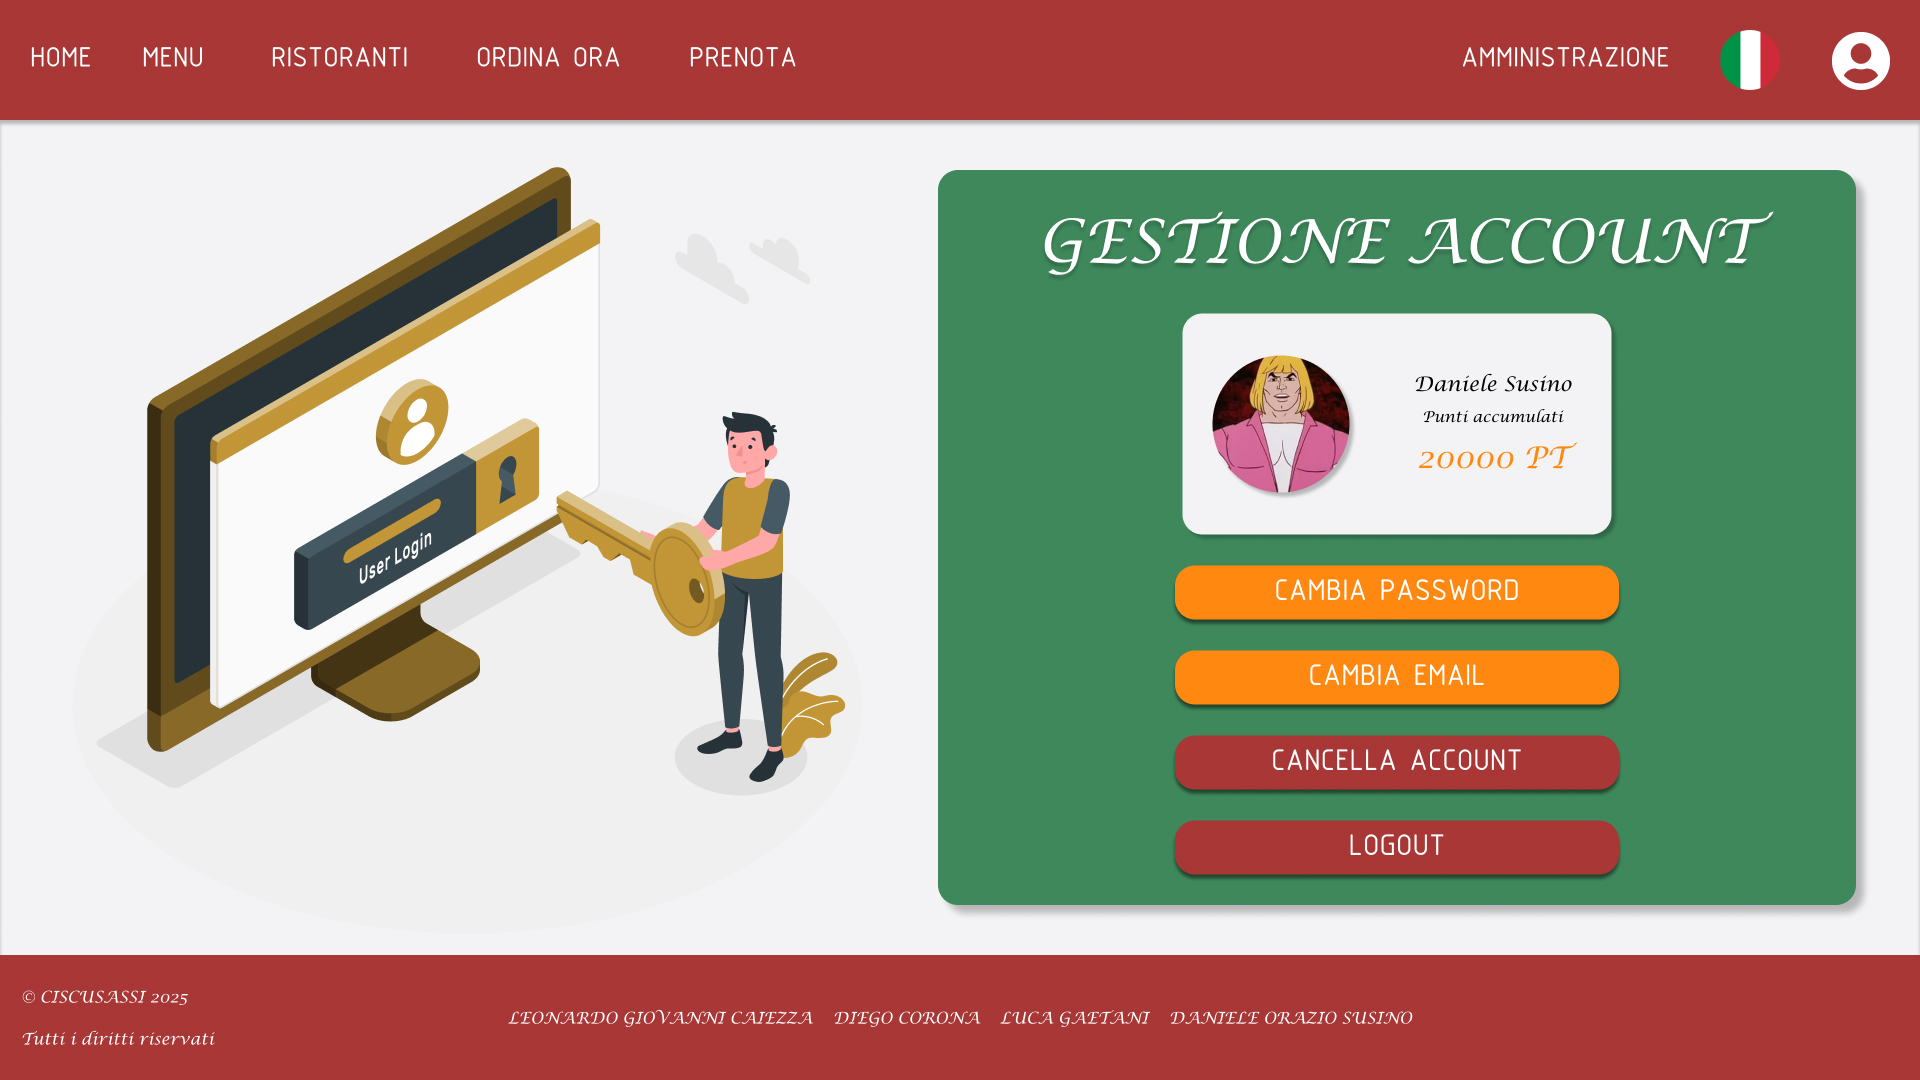 HOME MENU RISTORANTI ORDINA ORA PRENOTA AMMINISTRAZIONE
User Login
GESTIONE ACCOUNT
Daniele Susino
Punti accumulati
20000 PT
CAMBIA PASSWORD
CAMBIA EMAIL
CANCELLA ACCOUNT
LOGOUT
© CISCUSASSI 2025
Tutti i diritti riservati
LEONARDO GIOVANNI CAIEZZA DIEGO CORONA LUCA GAETANI DANIELE ORAZIO SUSINO